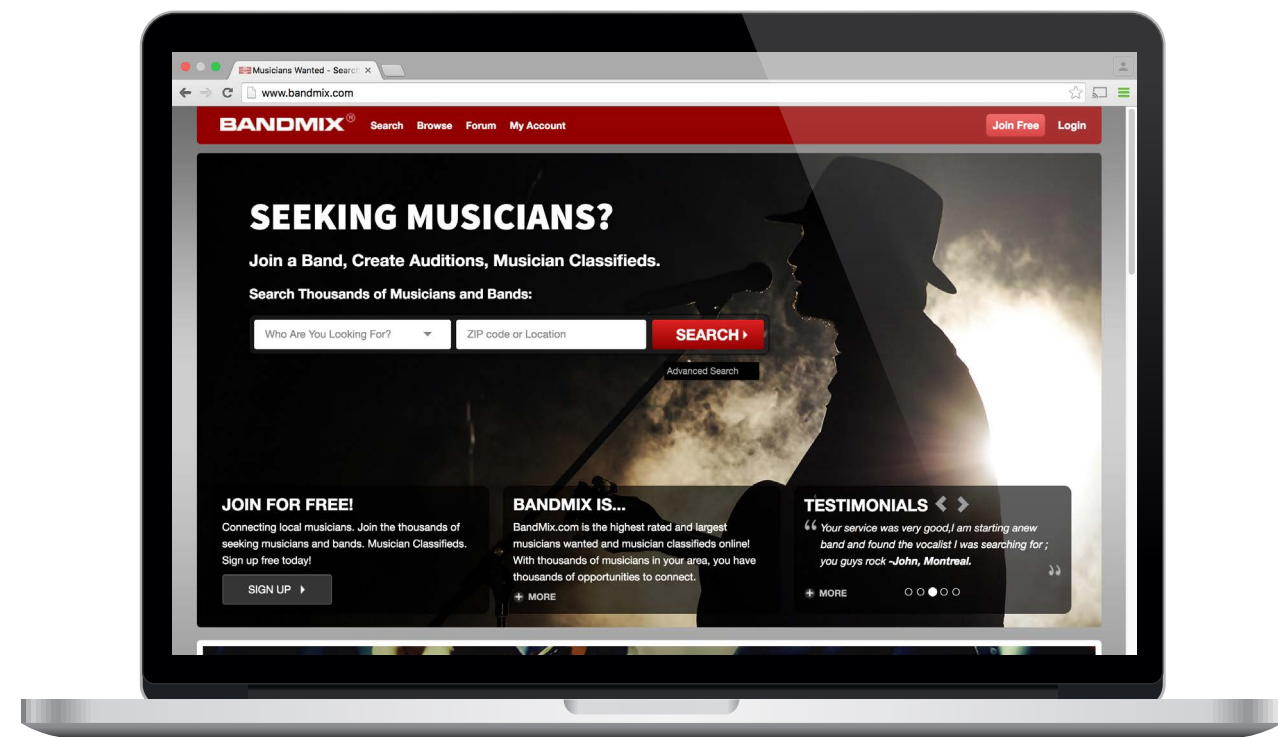 Musicians Wanted - Searc
www.bandmix.com
BANDMIX®
Search Browse Forum My Account
Join Free Login
SEEKING MUSICIANS?
Join a Band, Create Auditions, Musician Classifieds.
Search Thousands of Musicians and Bands:
Who Are You Looking For?
ZIP code or Location
SEARCH
Advanced Search
JOIN FOR FREE!
Connecting local musicians. Join the thousands of
seeking musicians and bands. Musician Classifieds.
Sign up free today!
SIGN UP
BANDMIX IS...
BandMix.com is the highest rated and largest
musicians wanted and musician classifieds online!
With thousands of musicians in your area, you have
thousands of opportunities to connect.
+ MORE
TESTIMONIALS
“ Your service was very good,I am starting anew
band and found the vocalist I was searching for ;
you guys rock -John, Montreal. ”
+ MORE